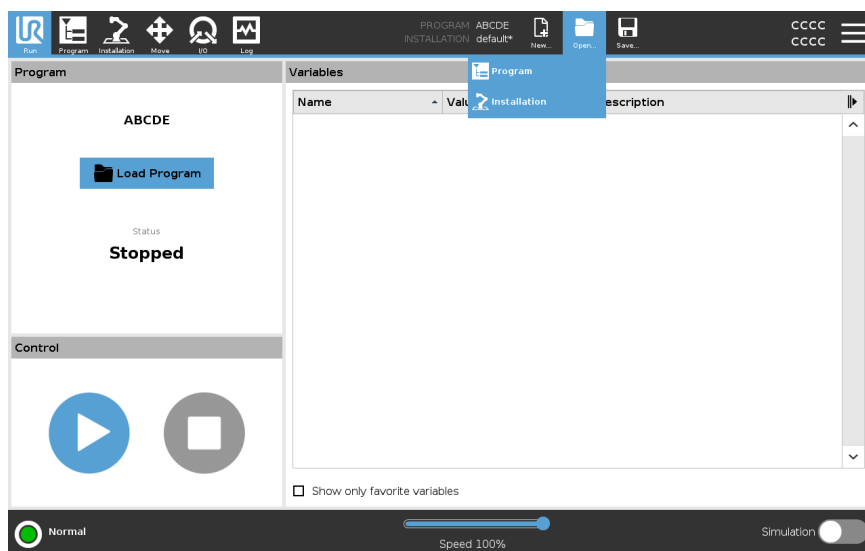 PROGRAM ABCDE
INSTALLATION default*
UR
Run
Program
Installation
Move
I/O
Log
New...
Open...
Save...
CCCC
CCCC
Program
Installation
Program
ABCDE
Load Program
Status
Stopped
Control
Variables
Name
Valu
escription
Show only favorite variables
Normal
Speed 100%
Simulation